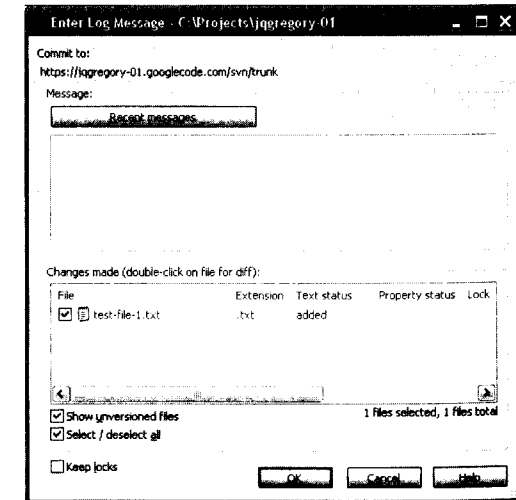 Enter Log Message - C:\Projects\jqgregory-01
Commit to:
https://jqgregory-01.googlecode.com/svn/trunk
Message:
Recent messages
Changes made (double-click on file for diff):
File Extension Text status Property status Lock
test-file-1.txt .txt added
Show unversioned files 1 files selected, 1 files total
Select / deselect all
Keep locks
OK Cancel Help